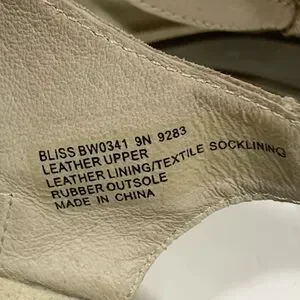 BLISS BW0341 9N 9283
LEATHER UPPER
LEATHER LINING/TEXTILE SOCKLINING
RUBBER OUTSOLE
MADE IN CHINA